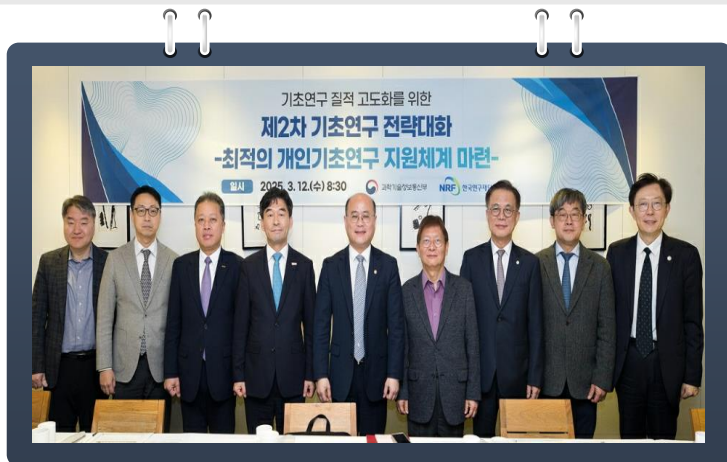 기초연구 질적 고도화를 위한
제2차 기초연구 전략대화
-최적의 개인기초연구 지원체계 마련-
일시 2025. 3. 12.(수) 8:30 과학기술정보통신부 NRF 한국연구재